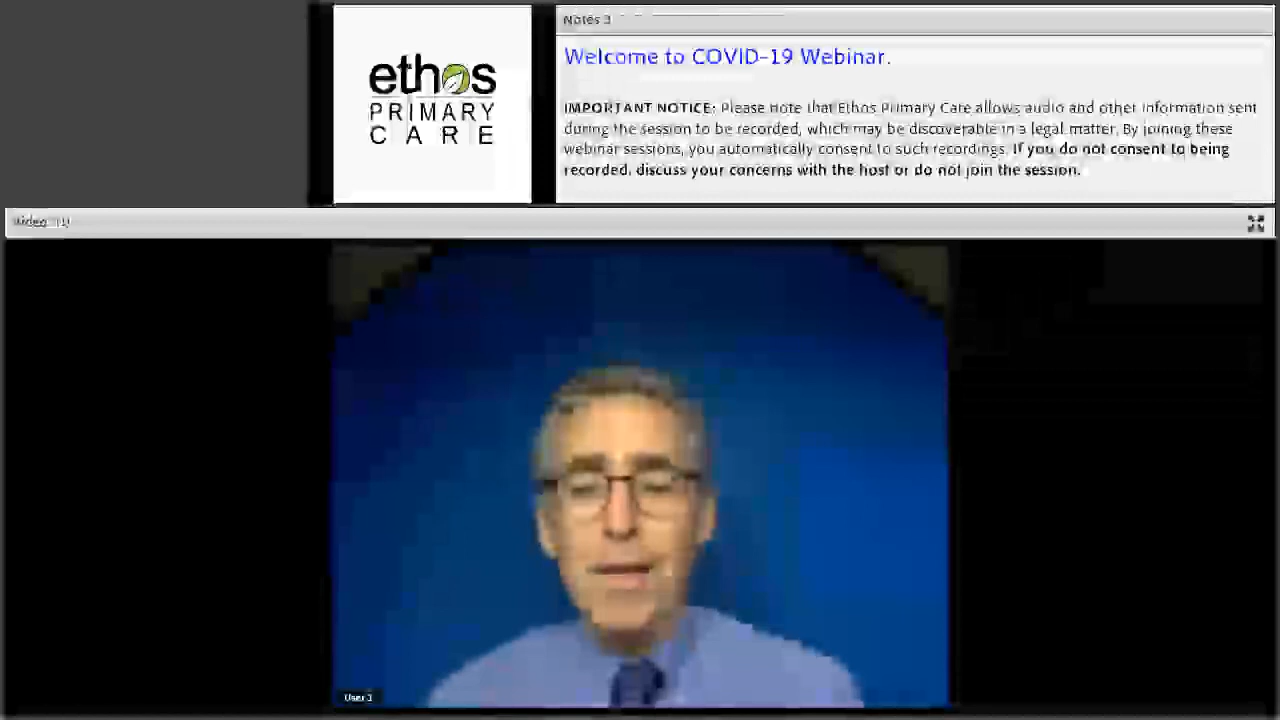 ethos
PRIMARY
CARE
Notes 3
Welcome to COVID-19 Webinar.
IMPORTANT NOTICE: Please note that Ethos Primary Care allows audio and other information sent
during the session to be recorded, which may be discoverable in a legal matter. By joining these
webinar sessions, you automatically consent to such recordings. If you do not consent to being
recorded, discuss your concerns with the host or do not join the session.
Video (1)
User 1